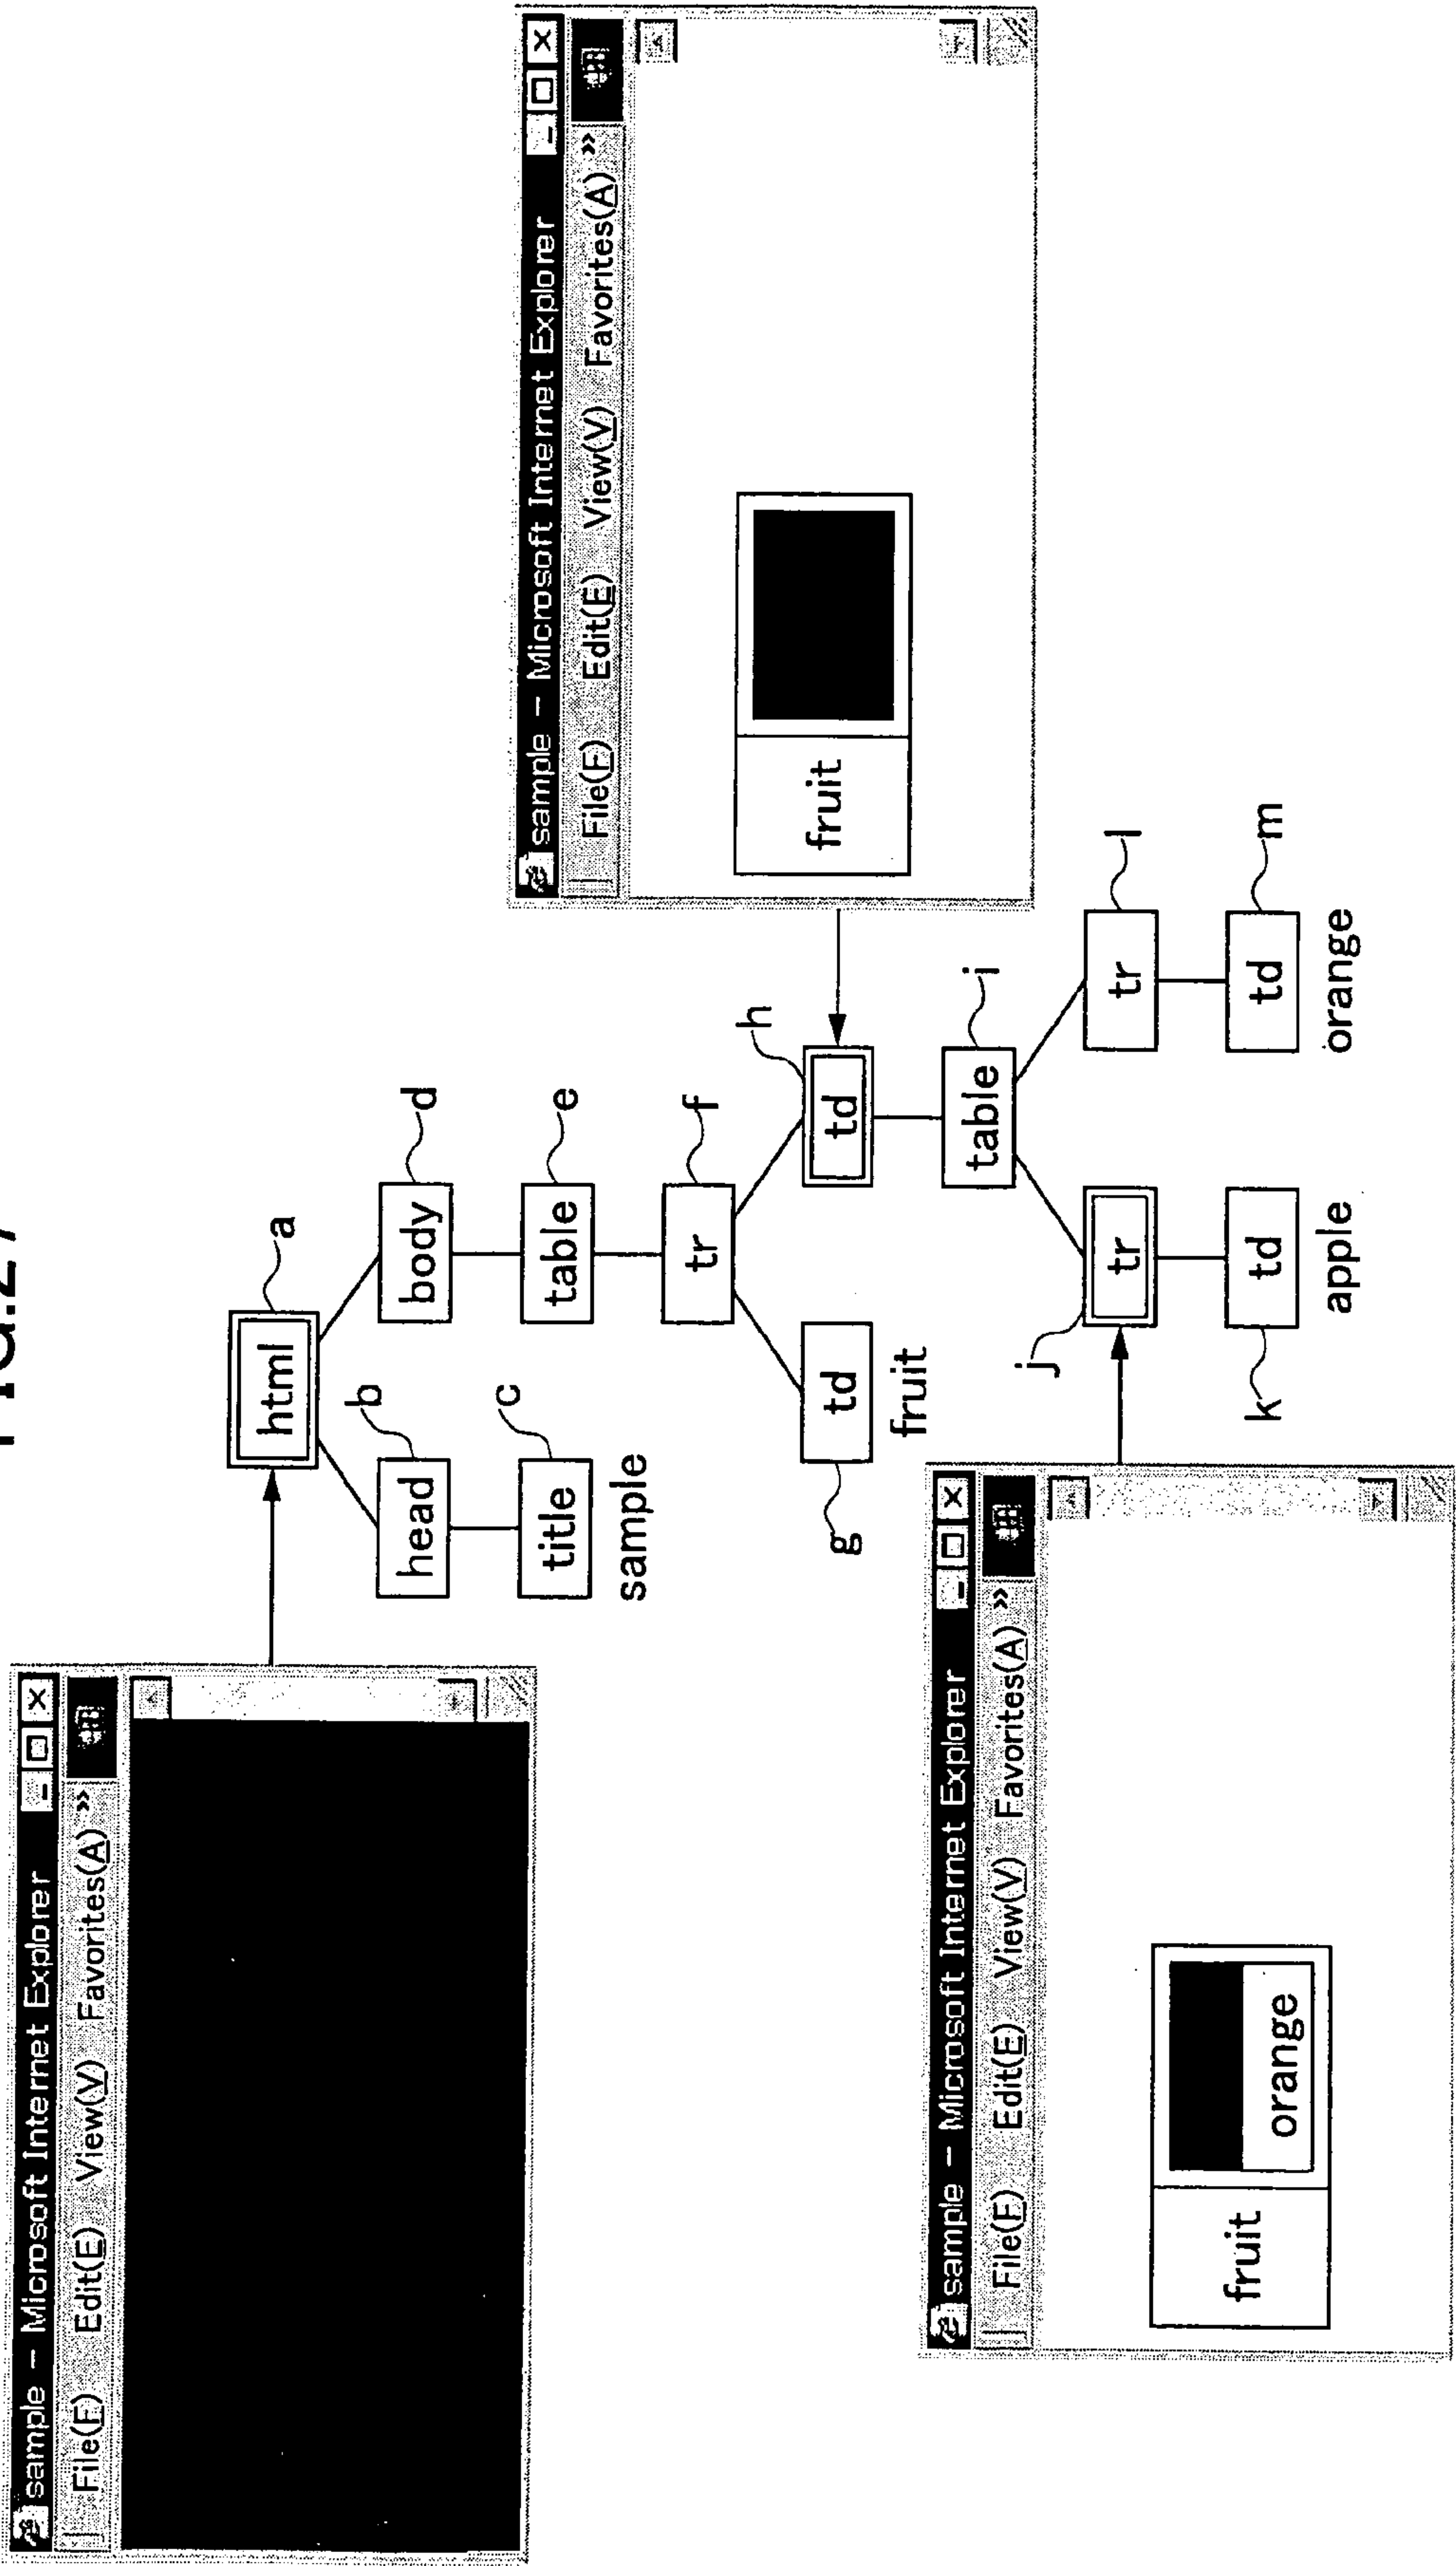 FIG.27
sample - Microsoft Internet Explorer
File(F) Edit(E) View(V) Favorites(A) »
html
a
head
b
body
d
title
c
table
e
sample
tr
f
sample - Microsoft Internet Explorer
File(F) Edit(E) View(V) Favorites(A) »
fruit
g
td
td
h
fruit
table
i
sample - Microsoft Internet Explorer
File(F) Edit(E) View(V) Favorites(A) »
fruit
orange
j
tr
tr
l
k
td
td
m
apple
orange